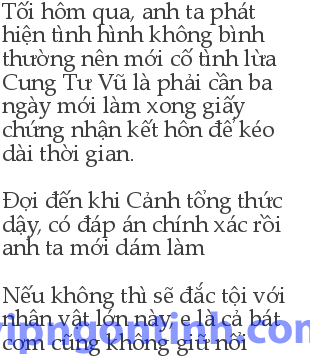 Tối hôm qua, anh ta phát
hiện tình hình không bình
thường nên mới cố tình lừa
Cung Tư Vũ là phải cần ba
ngày mới làm xong giấy
chứng nhận kết hôn để kéo
dài thời gian.
Đợi đến khi Cảnh tổng thức
dậy, có đáp án chính xác rồi
anh ta mới dám làm
Nếu không thì sẽ đắc tội với
nhân vật lớn này, e là cả bát
cơm cũng không giữ nổi
vipngontinh.com